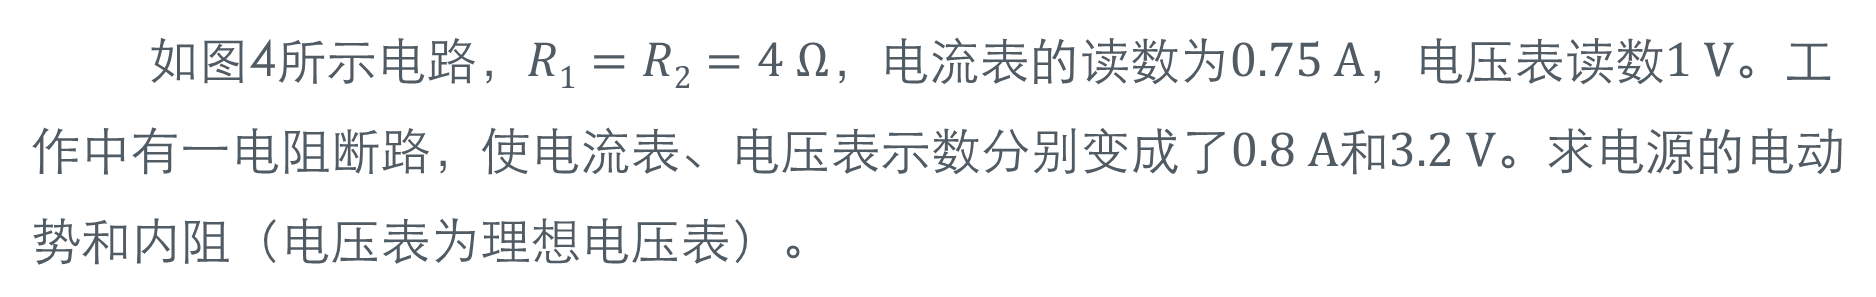 如图4所示电路，R₁ = R₂ = 4 Ω，电流表的读数为0.75 A，电压表读数1 V。工
作中有一电阻断路，使电流表、电压表示数分别变成了0.8 A和3.2 V。求电源的电动
势和内阻（电压表为理想电压表）。